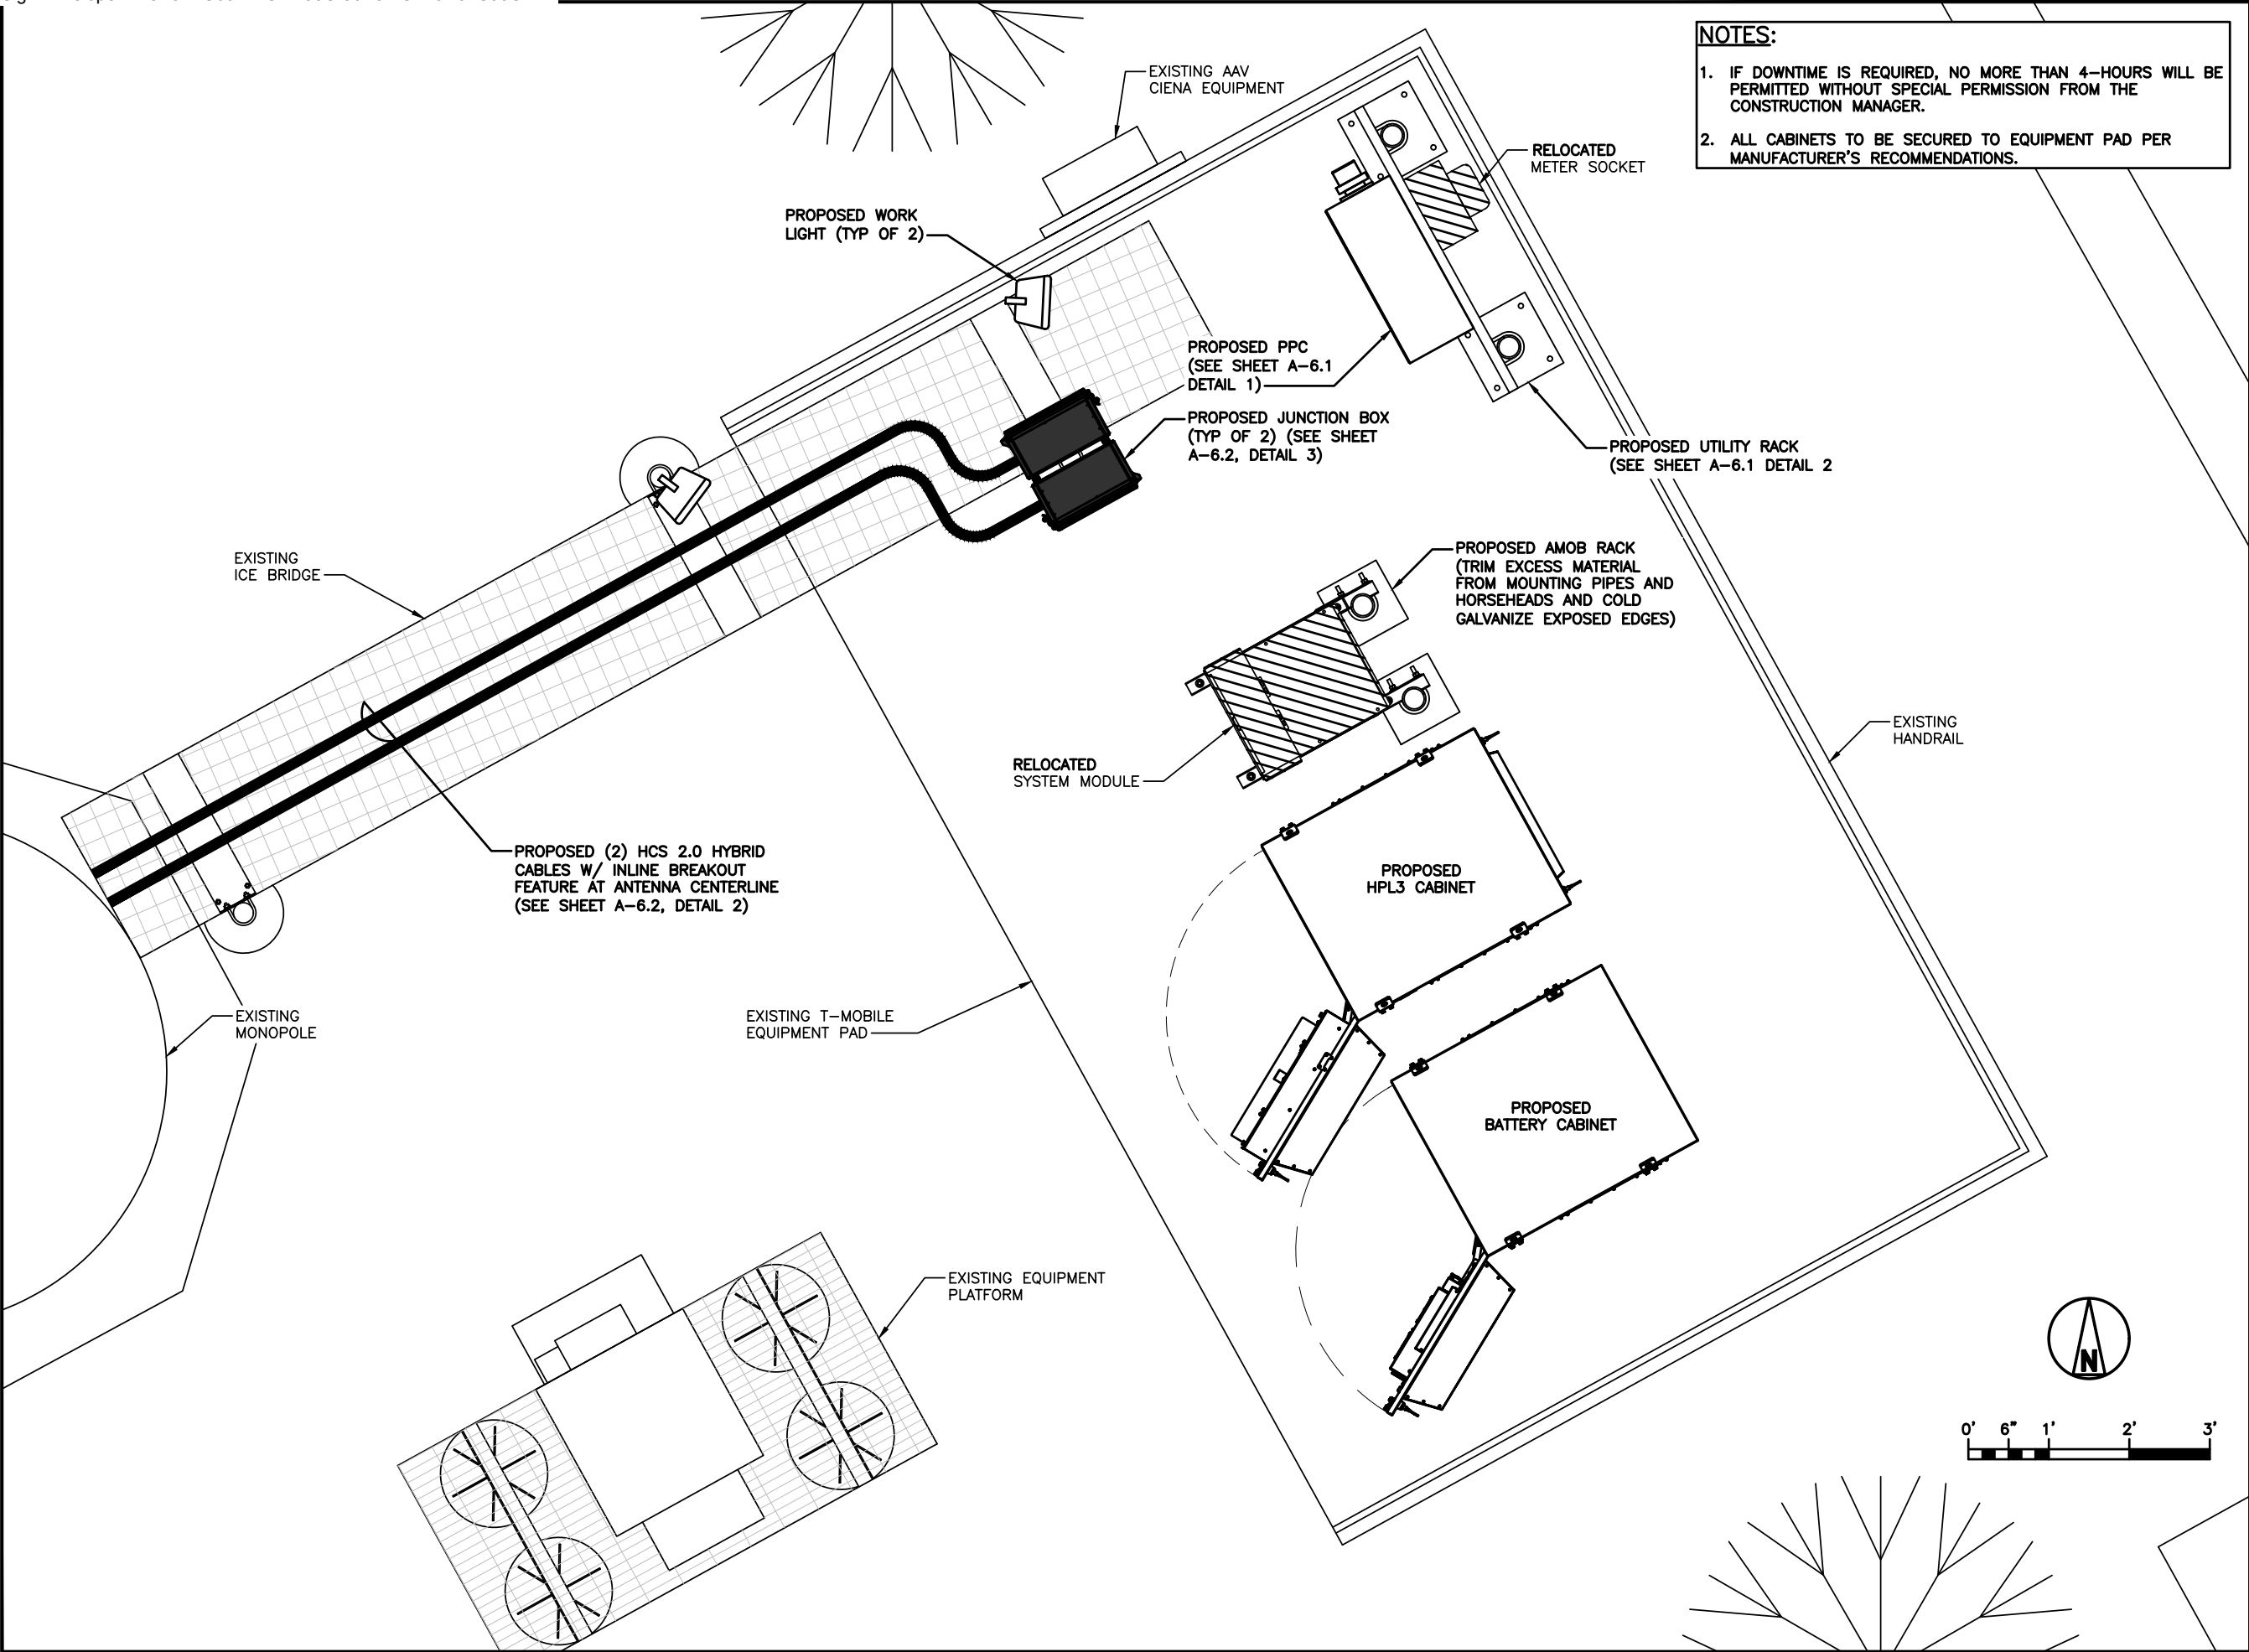 NOTES:
1. IF DOWNTIME IS REQUIRED, NO MORE THAN 4-HOURS WILL BE
PERMITTED WITHOUT SPECIAL PERMISSION FROM THE
CONSTRUCTION MANAGER.
2. ALL CABINETS TO BE SECURED TO EQUIPMENT PAD PER
MANUFACTURER'S RECOMMENDATIONS.
EXISTING AAV
CIENA EQUIPMENT
RELOCATED
METER SOCKET
PROPOSED WORK
LIGHT (TYP OF 2)
PROPOSED PPC
(SEE SHEET A-6.1
DETAIL 1)
PROPOSED JUNCTION BOX
(TYP OF 2) (SEE SHEET
A-6.2, DETAIL 3)
PROPOSED UTILITY RACK
(SEE SHEET A-6.1 DETAIL 2
EXISTING
ICE BRIDGE
PROPOSED AMOB RACK
(TRIM EXCESS MATERIAL
FROM MOUNTING PIPES AND
HORSEHEADS AND COLD
GALVANIZE EXPOSED EDGES)
EXISTING
HANDRAIL
RELOCATED
SYSTEM MODULE
PROPOSED (2) HCS 2.0 HYBRID
CABLES W/ INLINE BREAKOUT
FEATURE AT ANTENNA CENTERLINE
(SEE SHEET A-6.2, DETAIL 2)
PROPOSED
HPL3 CABINET
EXISTING
MONOPOLE
EXISTING T-MOBILE
EQUIPMENT PAD
PROPOSED
BATTERY CABINET
EXISTING EQUIPMENT
PLATFORM
N
0' 6" 1' 2' 3'